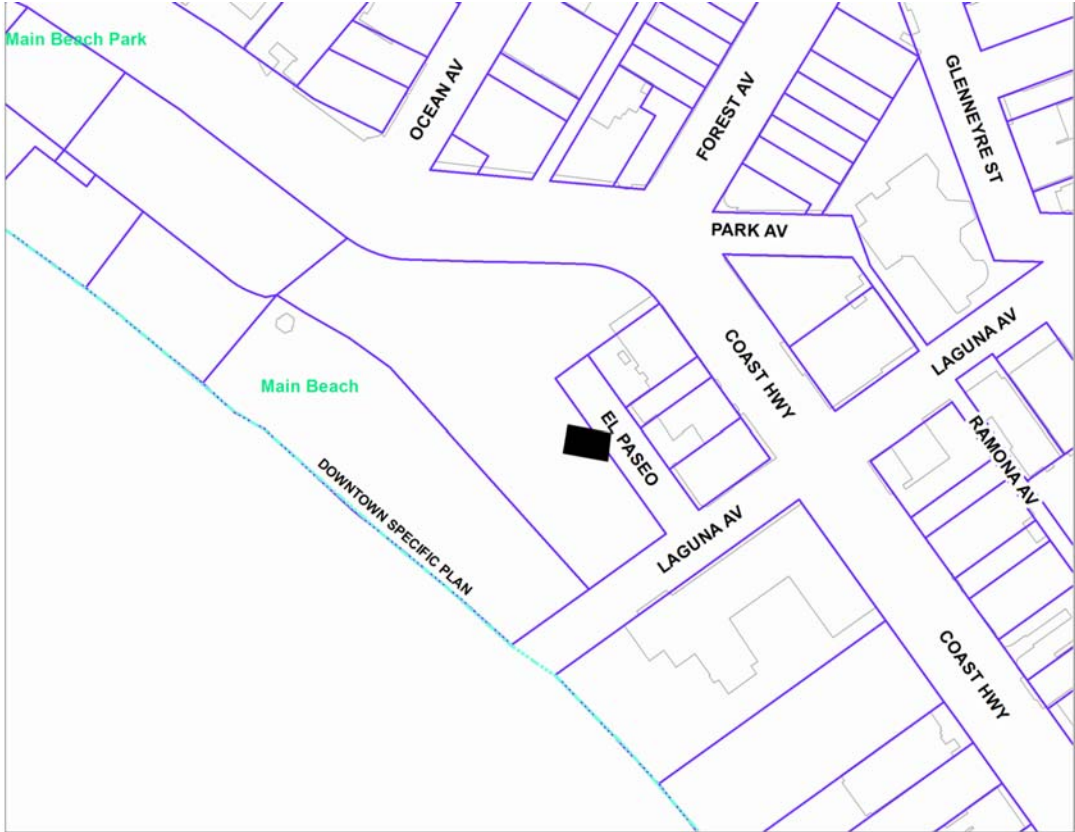 Main Beach Park
OCEAN AV
FOREST AV
GLENNEYRE ST
PARK AV
COAST HWY
LAGUNA AV
Main Beach
EL PASEO
RAMONA AV
DOWNTOWN SPECIFIC PLAN
LAGUNA AV
COAST HWY